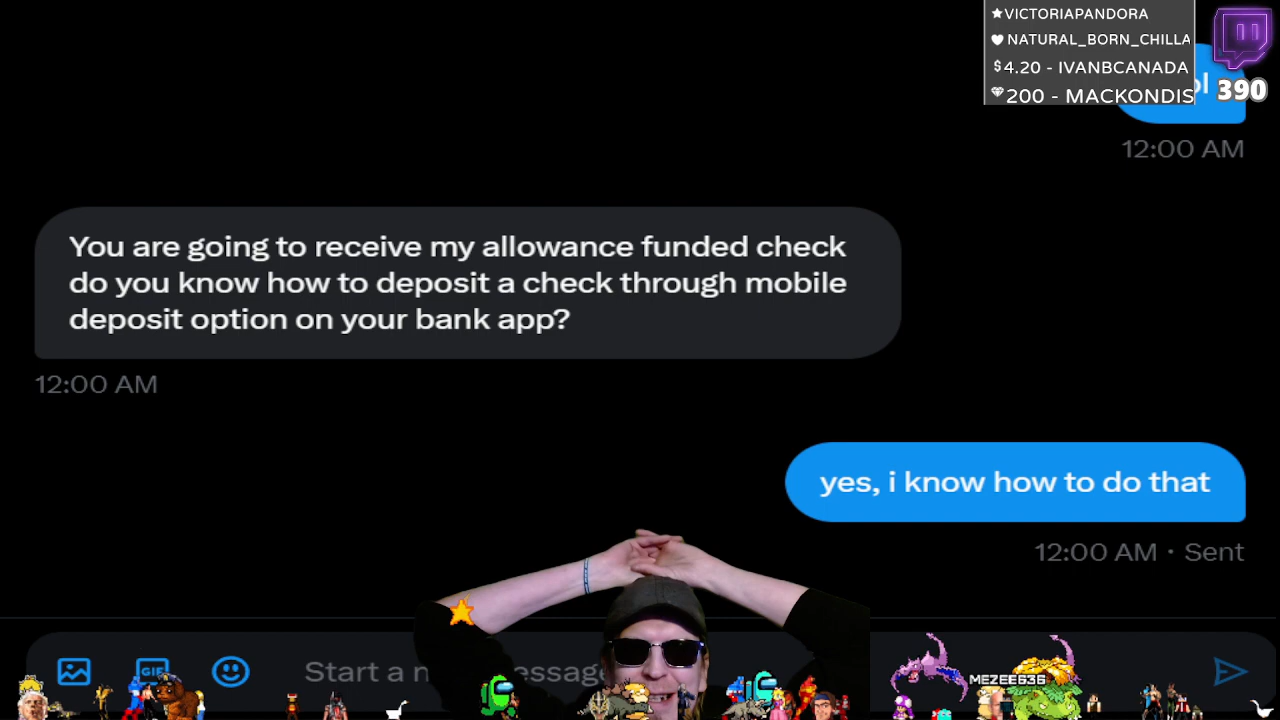 ★VICTORIAPANDORA
♥ NATURAL_BORN_CHILLA
$4.20 - IVANBCANADA
200 - MACKONDIS
390
12:00 AM
You are going to receive my allowance funded check
do you know how to deposit a check through mobile
deposit option on your bank app?
12:00 AM
yes, i know how to do that
12:00 AM · Sent
GIF
Start a
MEZEE636